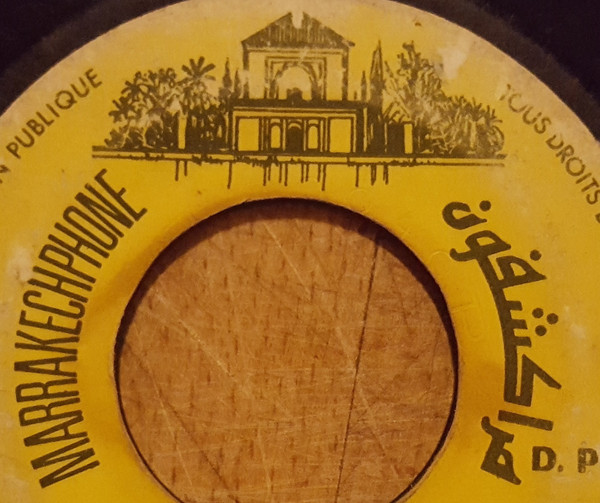 PUBLIQUE
TOUS DROITS
MARRAKECHPHONE
مراكشفون
D. P